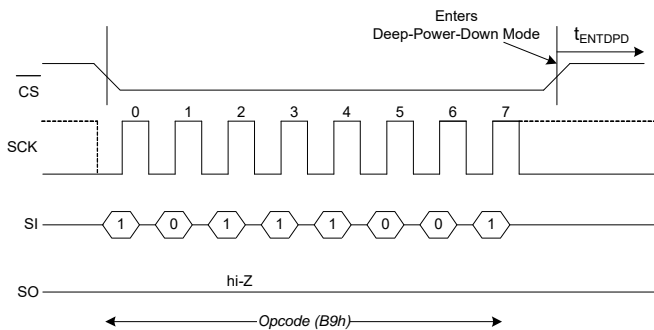 Enters
Deep-Power-Down Mode
tENTDPD
CS
0 1 2 3 4 5 6 7
SCK
SI 1 0 1 1 1 0 0 1
hi-Z
SO
Opcode (B9h)